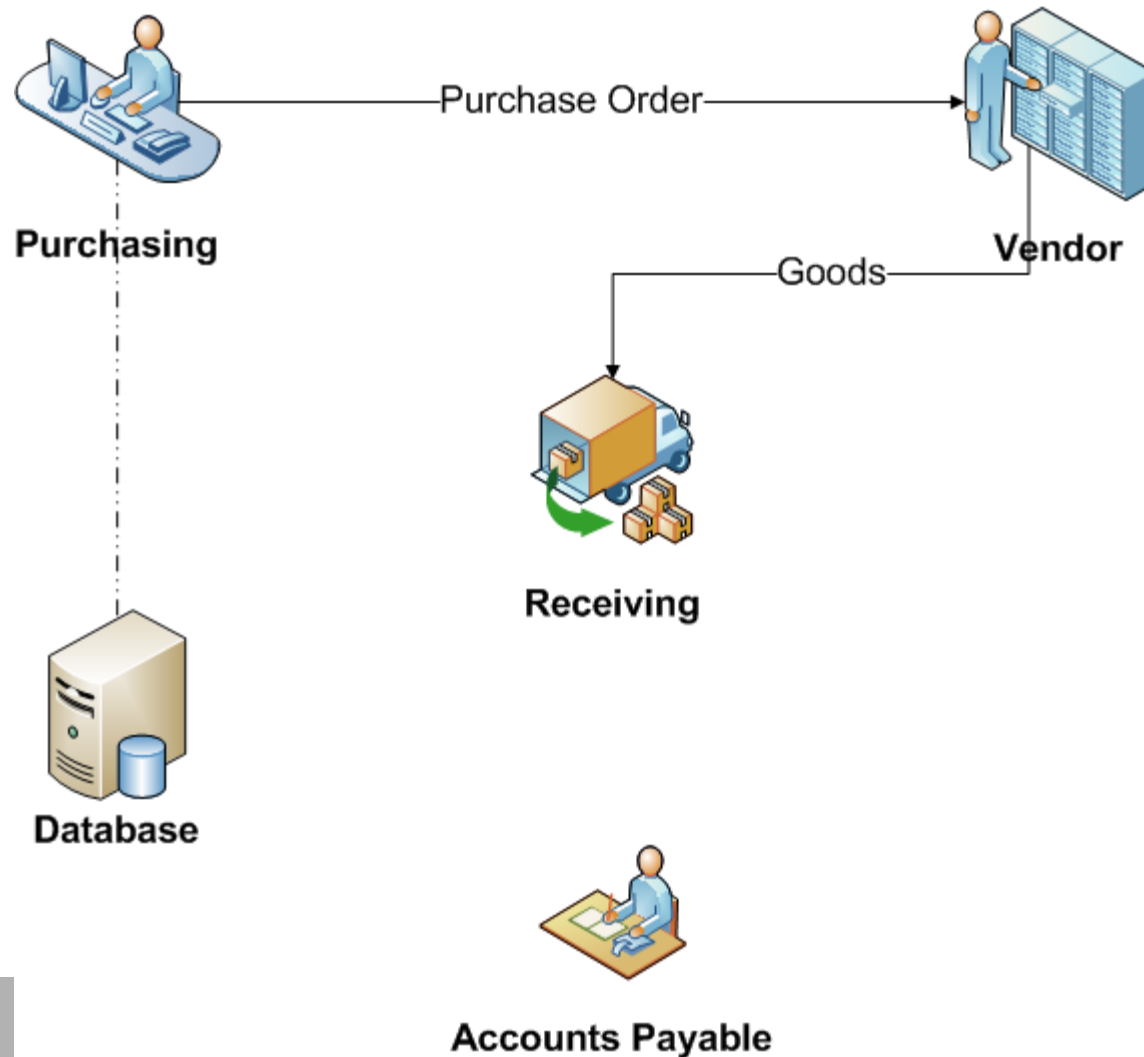 Purchase Order
Purchasing
Vendor
Goods
Receiving
Database
Accounts Payable